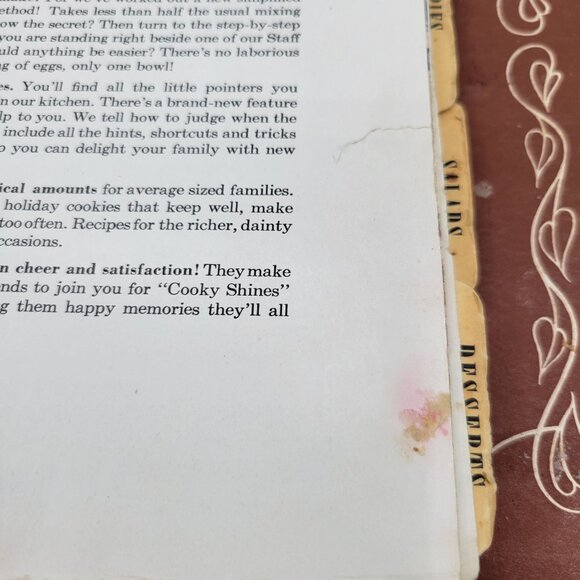 method! Takes less than half the usual mixing
ow the secret? Then turn to the step-by-step
you are standing right beside one of our Staff
uld anything be easier? There's no laborious
ng of eggs, only one bowl!
es. You'll find all the little pointers you
n our kitchen. There's a brand-new feature
lp to you. We tell how to judge when the
include all the hints, shortcuts and tricks
o you can delight your family with new
ical amounts for average sized families.
holiday cookies that keep well, make
too often. Recipes for the richer, dainty
ccasions.
n cheer and satisfaction! They make
ends to join you for "Cooky Shines"
g them happy memories they'll all
DIES
SALADS
DESSERTS